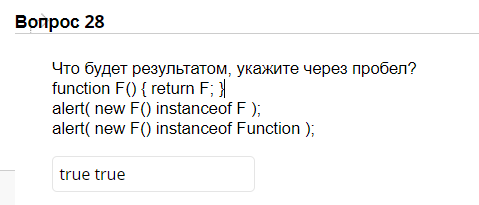 Вопрос 28
Что будет результатом, укажите через пробел?
function F() { return F; }
alert( new F() instanceof F );
alert( new F() instanceof Function );
true true